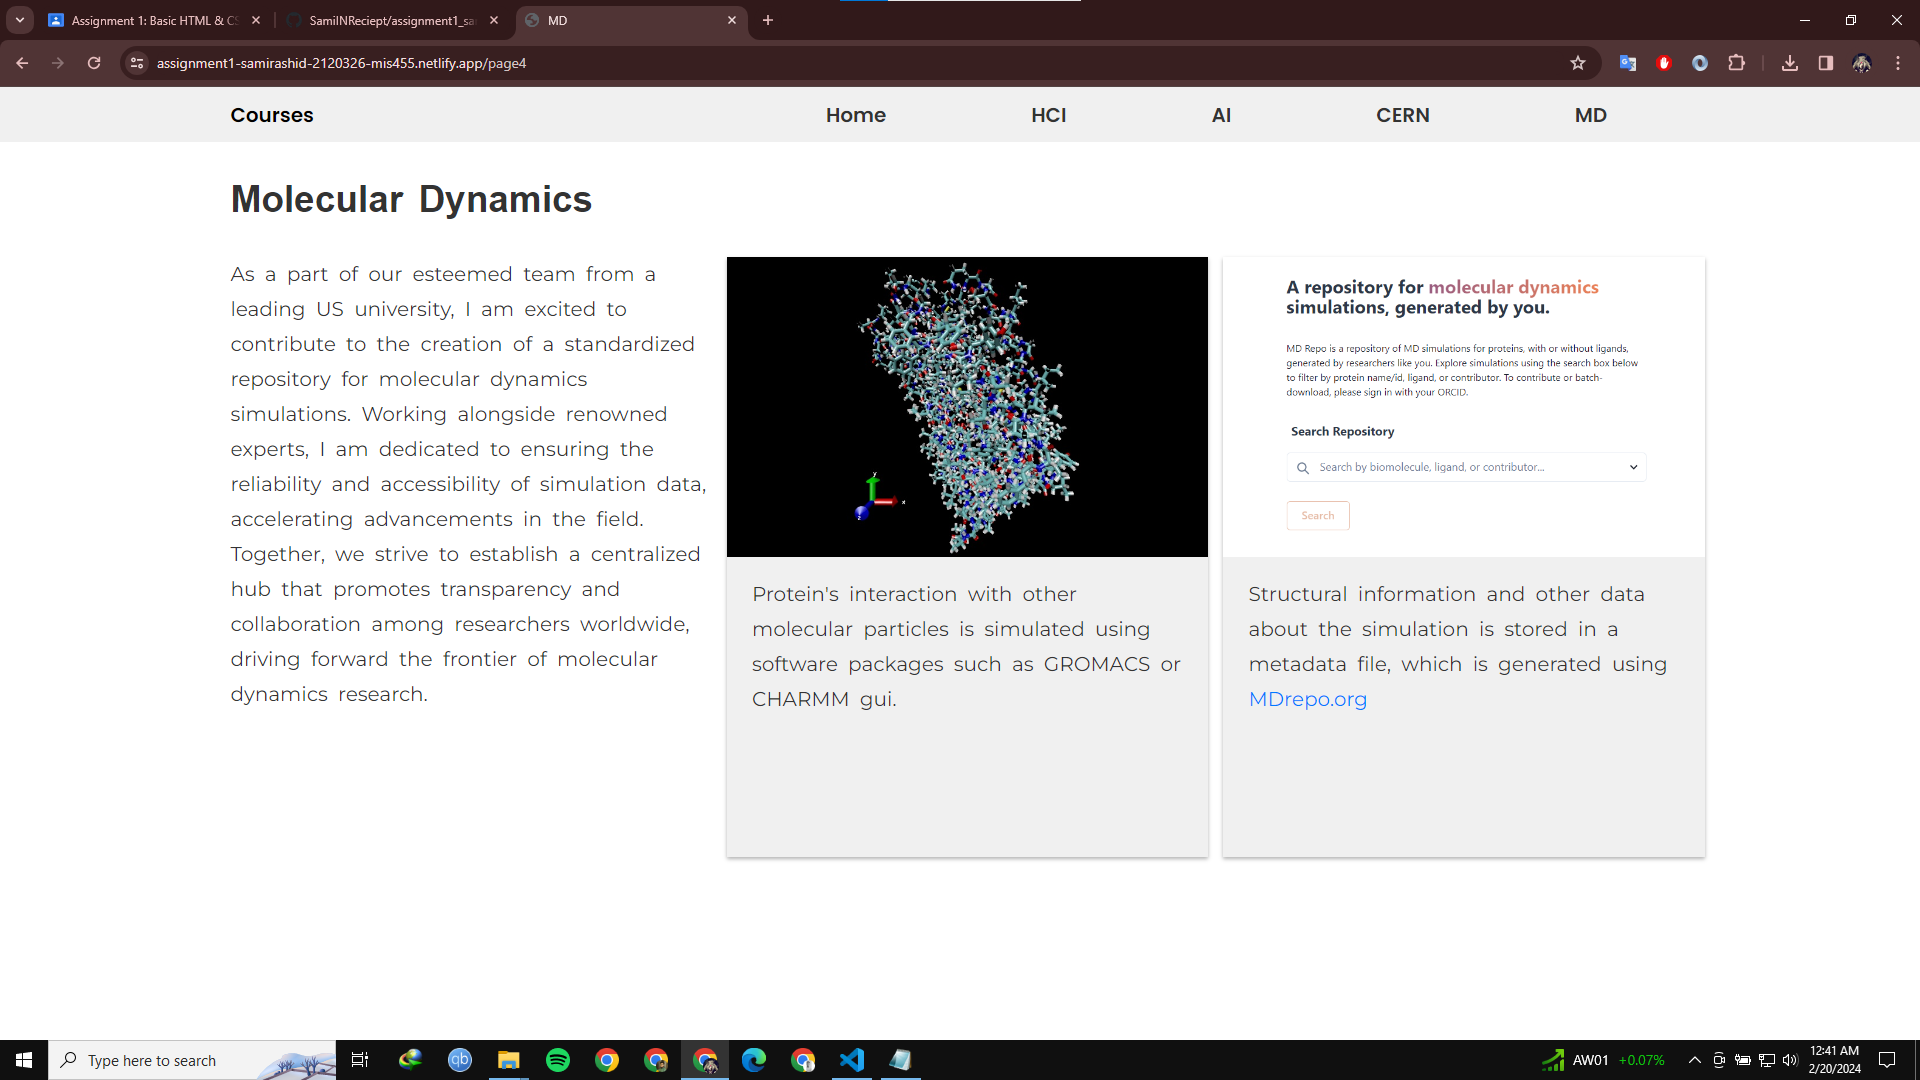 Assignment 1: Basic HTML & CS
SamiINReciept/assignment1_sa
MD
assignment1-samirashid-2120326-mis455.netlify.app/page4
Courses
Home
HCI
AI
CERN
MD
Molecular Dynamics
As a part of our esteemed team from a
leading US university, I am excited to
contribute to the creation of a standardized
repository for molecular dynamics
simulations. Working alongside renowned
experts, I am dedicated to ensuring the
reliability and accessibility of simulation data,
accelerating advancements in the field.
Together, we strive to establish a centralized
hub that promotes transparency and
collaboration among researchers worldwide,
driving forward the frontier of molecular
dynamics research.
Y
X
Z
Protein's interaction with other
molecular particles is simulated using
software packages such as GROMACS or
CHARMM gui.
A repository for molecular dynamics
simulations, generated by you.
MD Repo is a repository of MD simulations for proteins, with or without ligands,
generated by researchers like you. Explore simulations using the search box below
to filter by protein name/id, ligand, or contributor. To contribute or batch-
download, please sign in with your ORCID.
Search Repository
Search by biomolecule, ligand, or contributor...
Search
Structural information and other data
about the simulation is stored in a
metadata file, which is generated using
MDrepo.org
Type here to search
qb
AW01 +0.07%
12:41 AM
2/20/2024